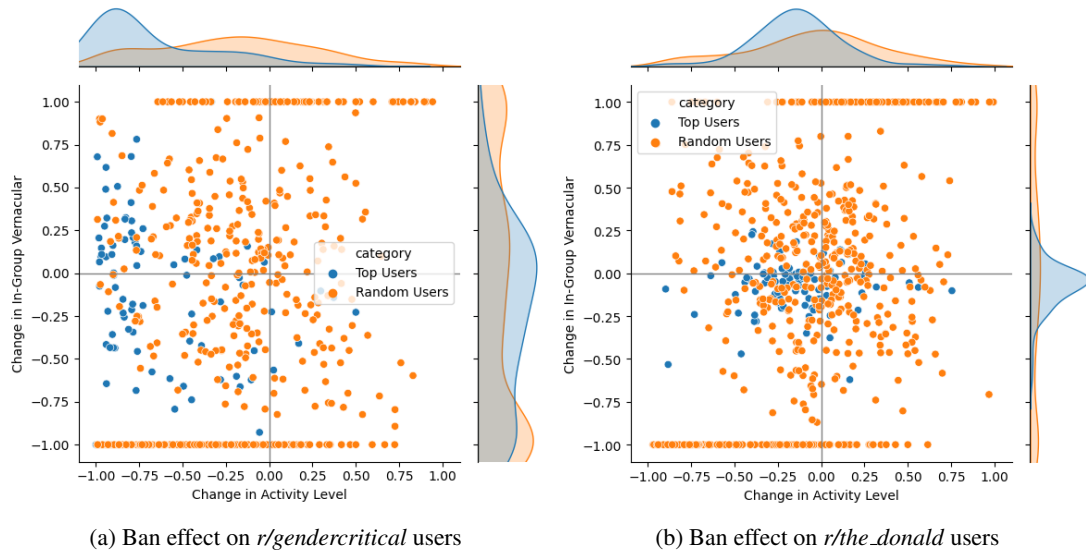 1.00
0.75
0.50
0.25
0.00
−0.25
−0.50
−0.75
−1.00
Change in In-Group Vernacular
category
Top Users
Random Users
−1.00 −0.75 −0.50 −0.25 0.00 0.25 0.50 0.75 1.00
Change in Activity Level
(a) Ban effect on r/gendercritical users
1.00
0.75
0.50
0.25
0.00
−0.25
−0.50
−0.75
−1.00
Change in In-Group Vernacular
category
Top Users
Random Users
−1.00 −0.75 −0.50 −0.25 0.00 0.25 0.50 0.75 1.00
Change in Activity Level
(b) Ban effect on r/the_donald users